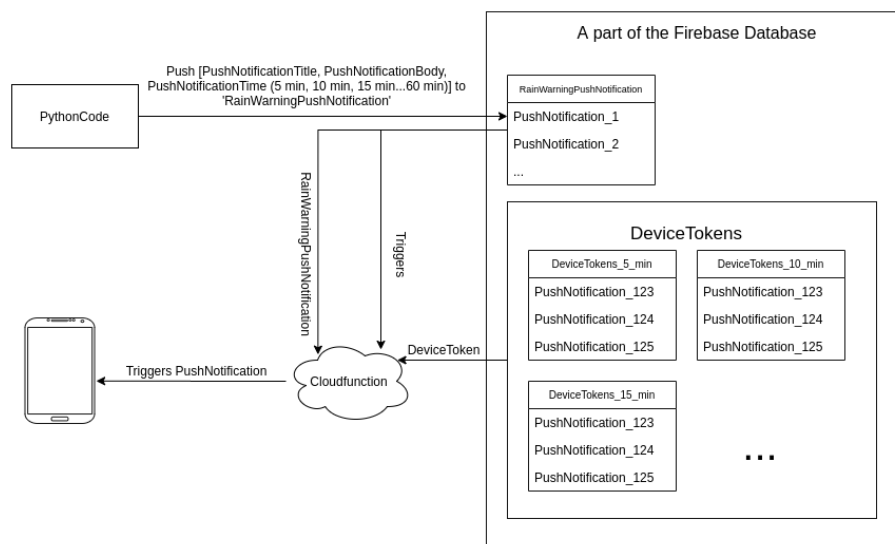 A part of the Firebase Database
Push [PushNotificationTitle, PushNotificationBody,
PushNotificationTime (5 min, 10 min, 15 min...60 min)] to
'RainWarningPushNotification'
PythonCode
RainWarningPushNotification
PushNotification_1
PushNotification_2
...
RainWarningPushNotification
Triggers
DeviceTokens
DeviceTokens_5_min
PushNotification_123
PushNotification_124
PushNotification_125
DeviceTokens_10_min
PushNotification_123
PushNotification_124
PushNotification_125
DeviceTokens_15_min
PushNotification_123
PushNotification_124
PushNotification_125
...
DeviceToken
Cloudfunction
Triggers PushNotification